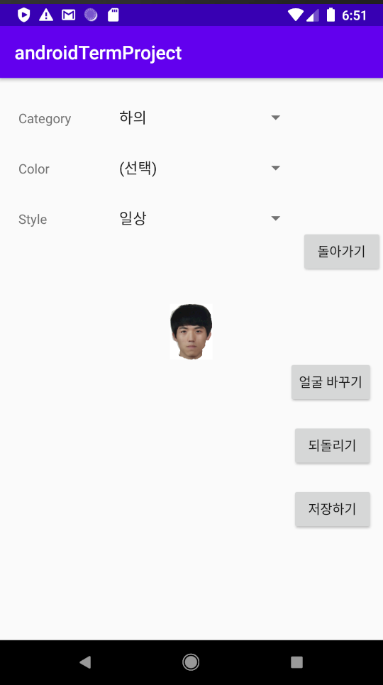 6:51
androidTermProject
Category 하의
Color (선택)
Style 일상
돌아가기
얼굴 바꾸기
되돌리기
저장하기